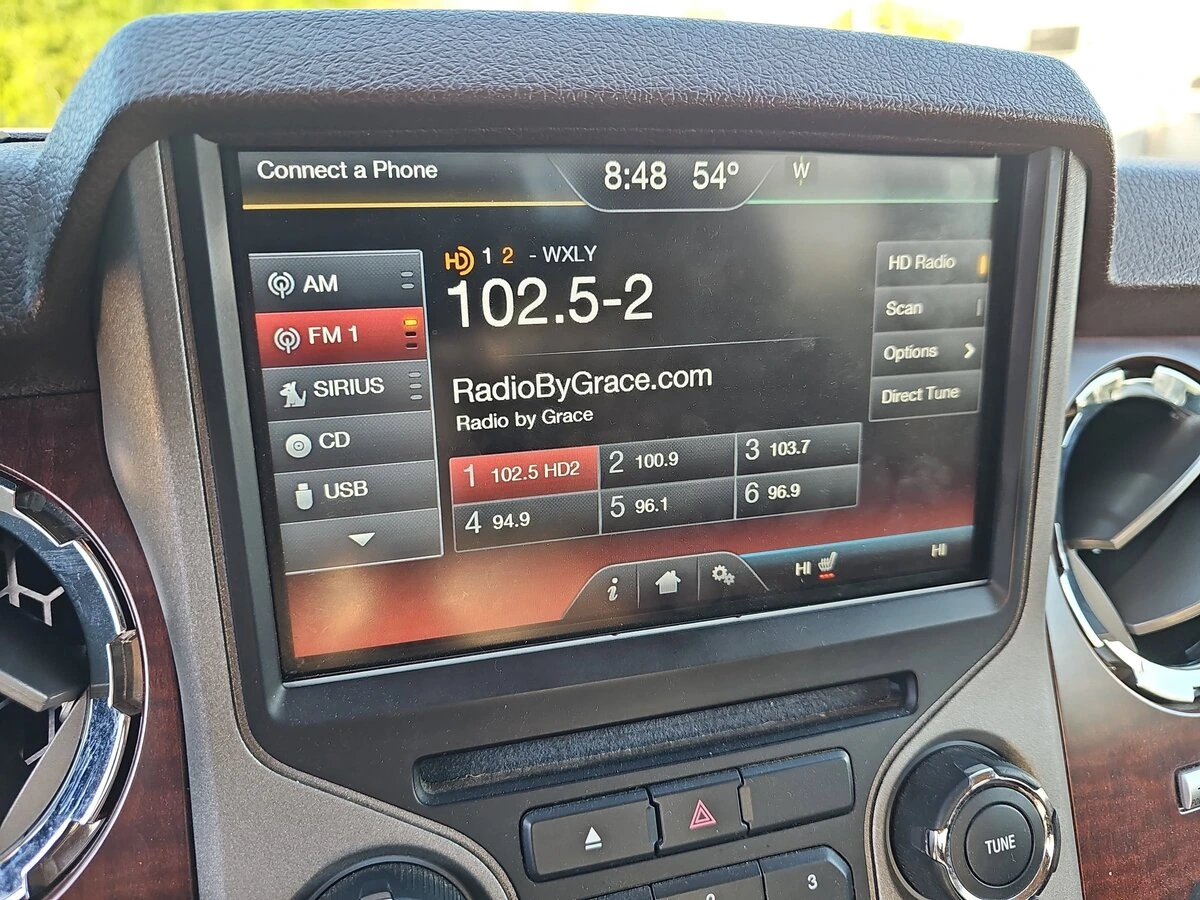 Connect a Phone
8:48 54°
W
AM
FM 1
SIRIUS
CD
USB
HD 1 2 - WXLY
102.5-2
RadioByGrace.com
Radio by Grace
1 102.5 HD2
2 100.9
3 103.7
4 94.9
5 96.1
6 96.9
HD Radio
Scan
Options
Direct Tune
i
HI
HI
TUNE
3